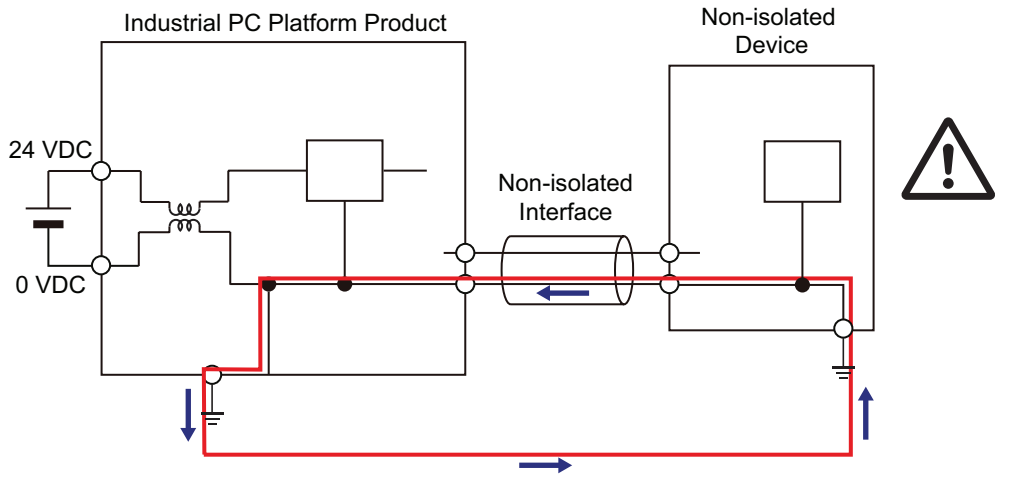 Industrial PC Platform Product
Non-isolated
Device
24 VDC
Non-isolated
Interface
0 VDC